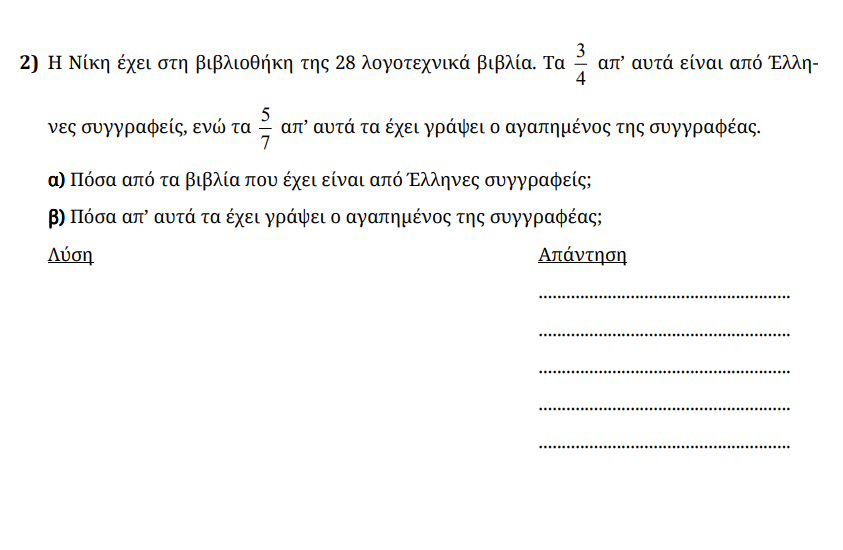 2) Η Νίκη έχει στη βιβλιοθήκη της 28 λογοτεχνικά βιβλία. Τα 3/4 απ’ αυτά είναι από Έλλη-
νες συγγραφείς, ενώ τα 5/7 απ’ αυτά τα έχει γράψει ο αγαπημένος της συγγραφέας.
α) Πόσα από τα βιβλία που έχει είναι από Έλληνες συγγραφείς;
β) Πόσα απ’ αυτά τα έχει γράψει ο αγαπημένος της συγγραφέας;
Λύση Απάντηση
.......................................................
.......................................................
.......................................................
.......................................................
.......................................................